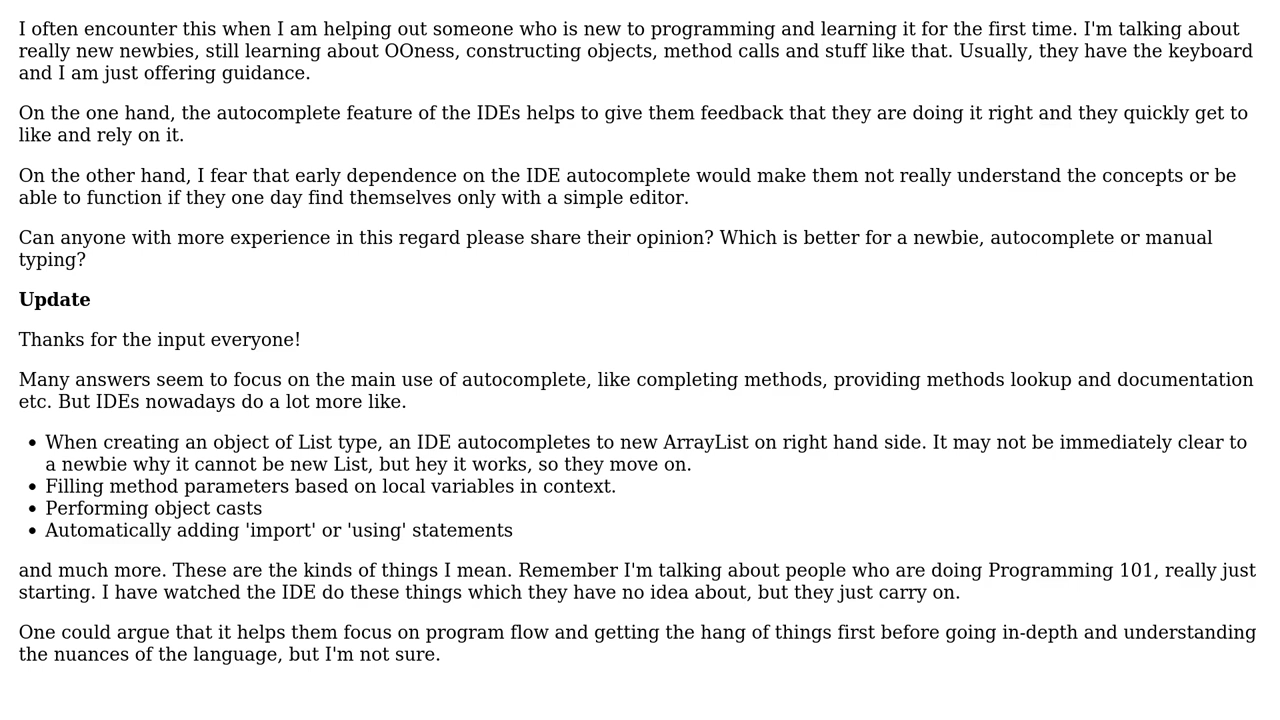 I often encounter this when I am helping out someone who is new to programming and learning it for the first time. I'm talking about
really new newbies, still learning about OOness, constructing objects, method calls and stuff like that. Usually, they have the keyboard
and I am just offering guidance.
On the one hand, the autocomplete feature of the IDEs helps to give them feedback that they are doing it right and they quickly get to
like and rely on it.
On the other hand, I fear that early dependence on the IDE autocomplete would make them not really understand the concepts or be
able to function if they one day find themselves only with a simple editor.
Can anyone with more experience in this regard please share their opinion? Which is better for a newbie, autocomplete or manual
typing?
Update
Thanks for the input everyone!
Many answers seem to focus on the main use of autocomplete, like completing methods, providing methods lookup and documentation
etc. But IDEs nowadays do a lot more like.
• When creating an object of List type, an IDE autocompletes to new ArrayList on right hand side. It may not be immediately clear to
a newbie why it cannot be new List, but hey it works, so they move on.
• Filling method parameters based on local variables in context.
• Performing object casts
• Automatically adding 'import' or 'using' statements
and much more. These are the kinds of things I mean. Remember I'm talking about people who are doing Programming 101, really just
starting. I have watched the IDE do these things which they have no idea about, but they just carry on.
One could argue that it helps them focus on program flow and getting the hang of things first before going in-depth and understanding
the nuances of the language, but I'm not sure.